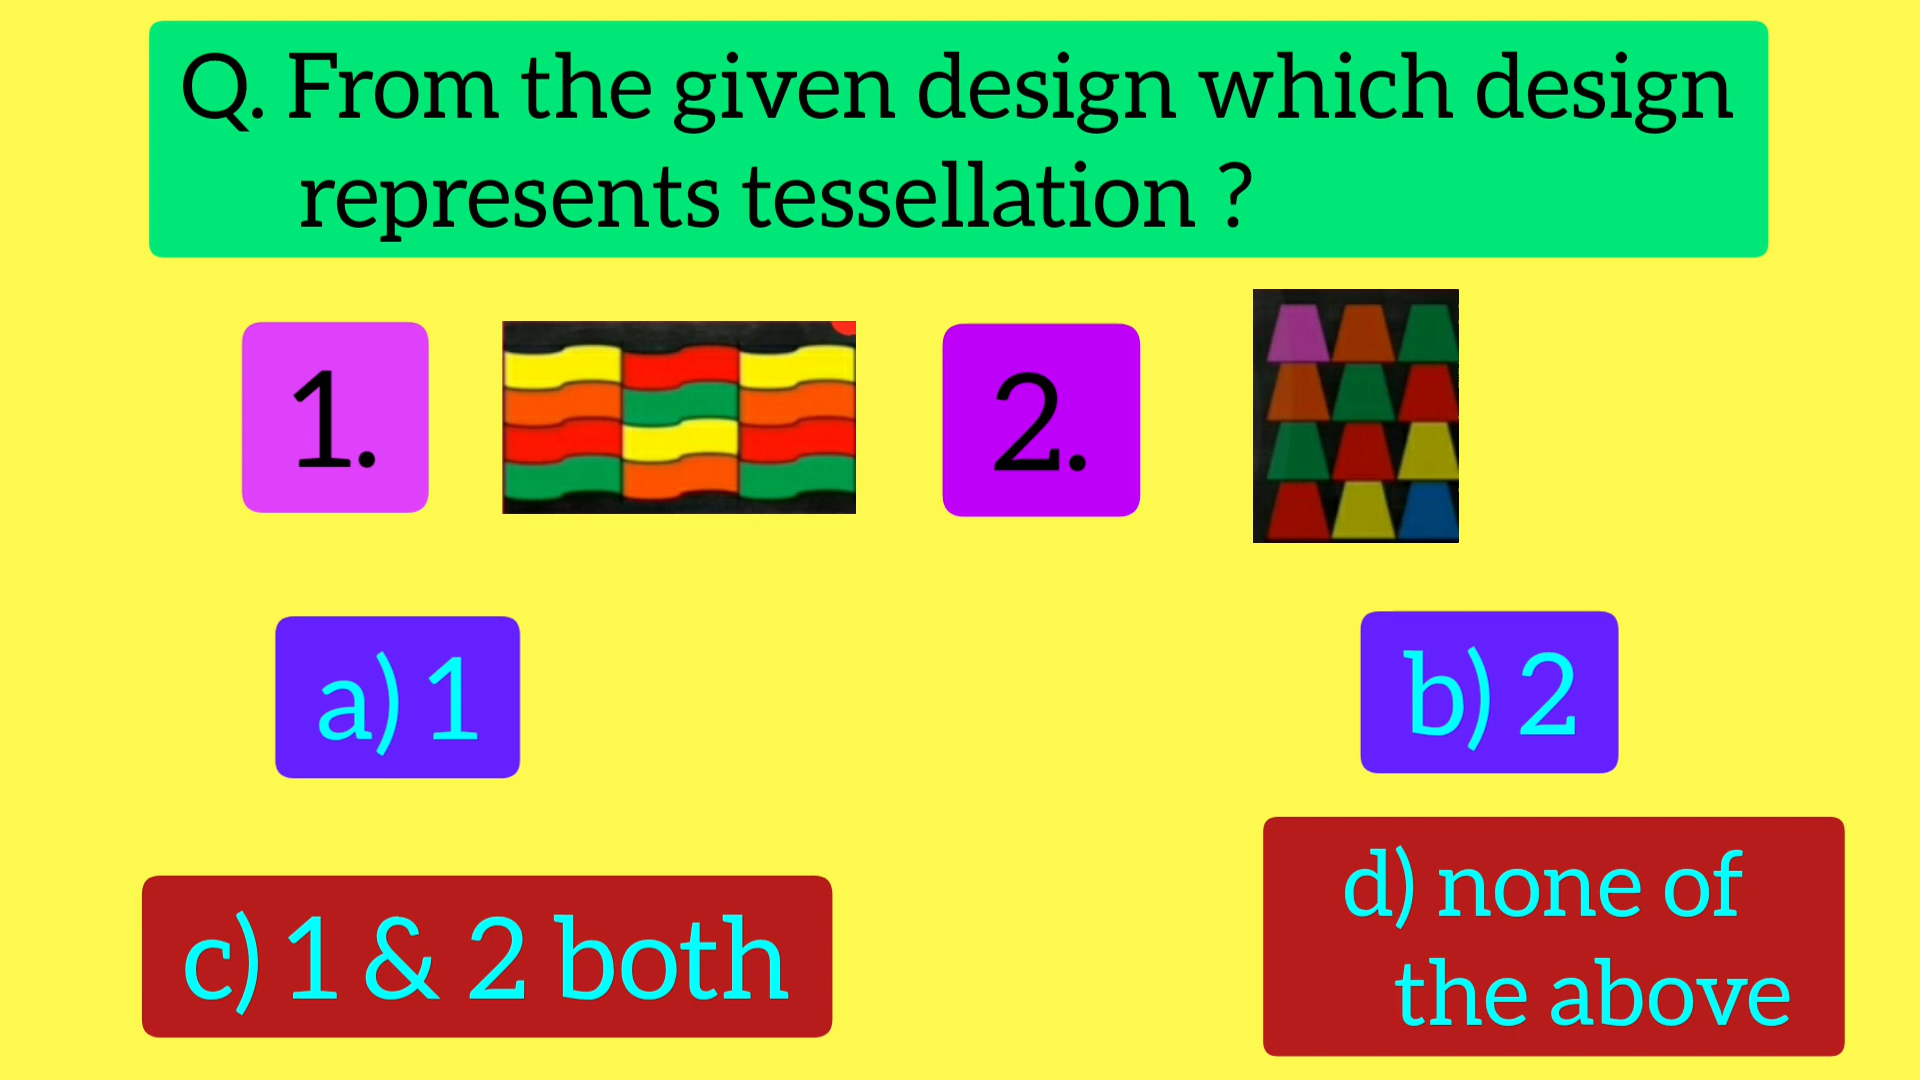 Q. From the given design which design
represents tessellation ?
1.
2.
a) 1
b) 2
c) 1 & 2 both
d) none of
the above